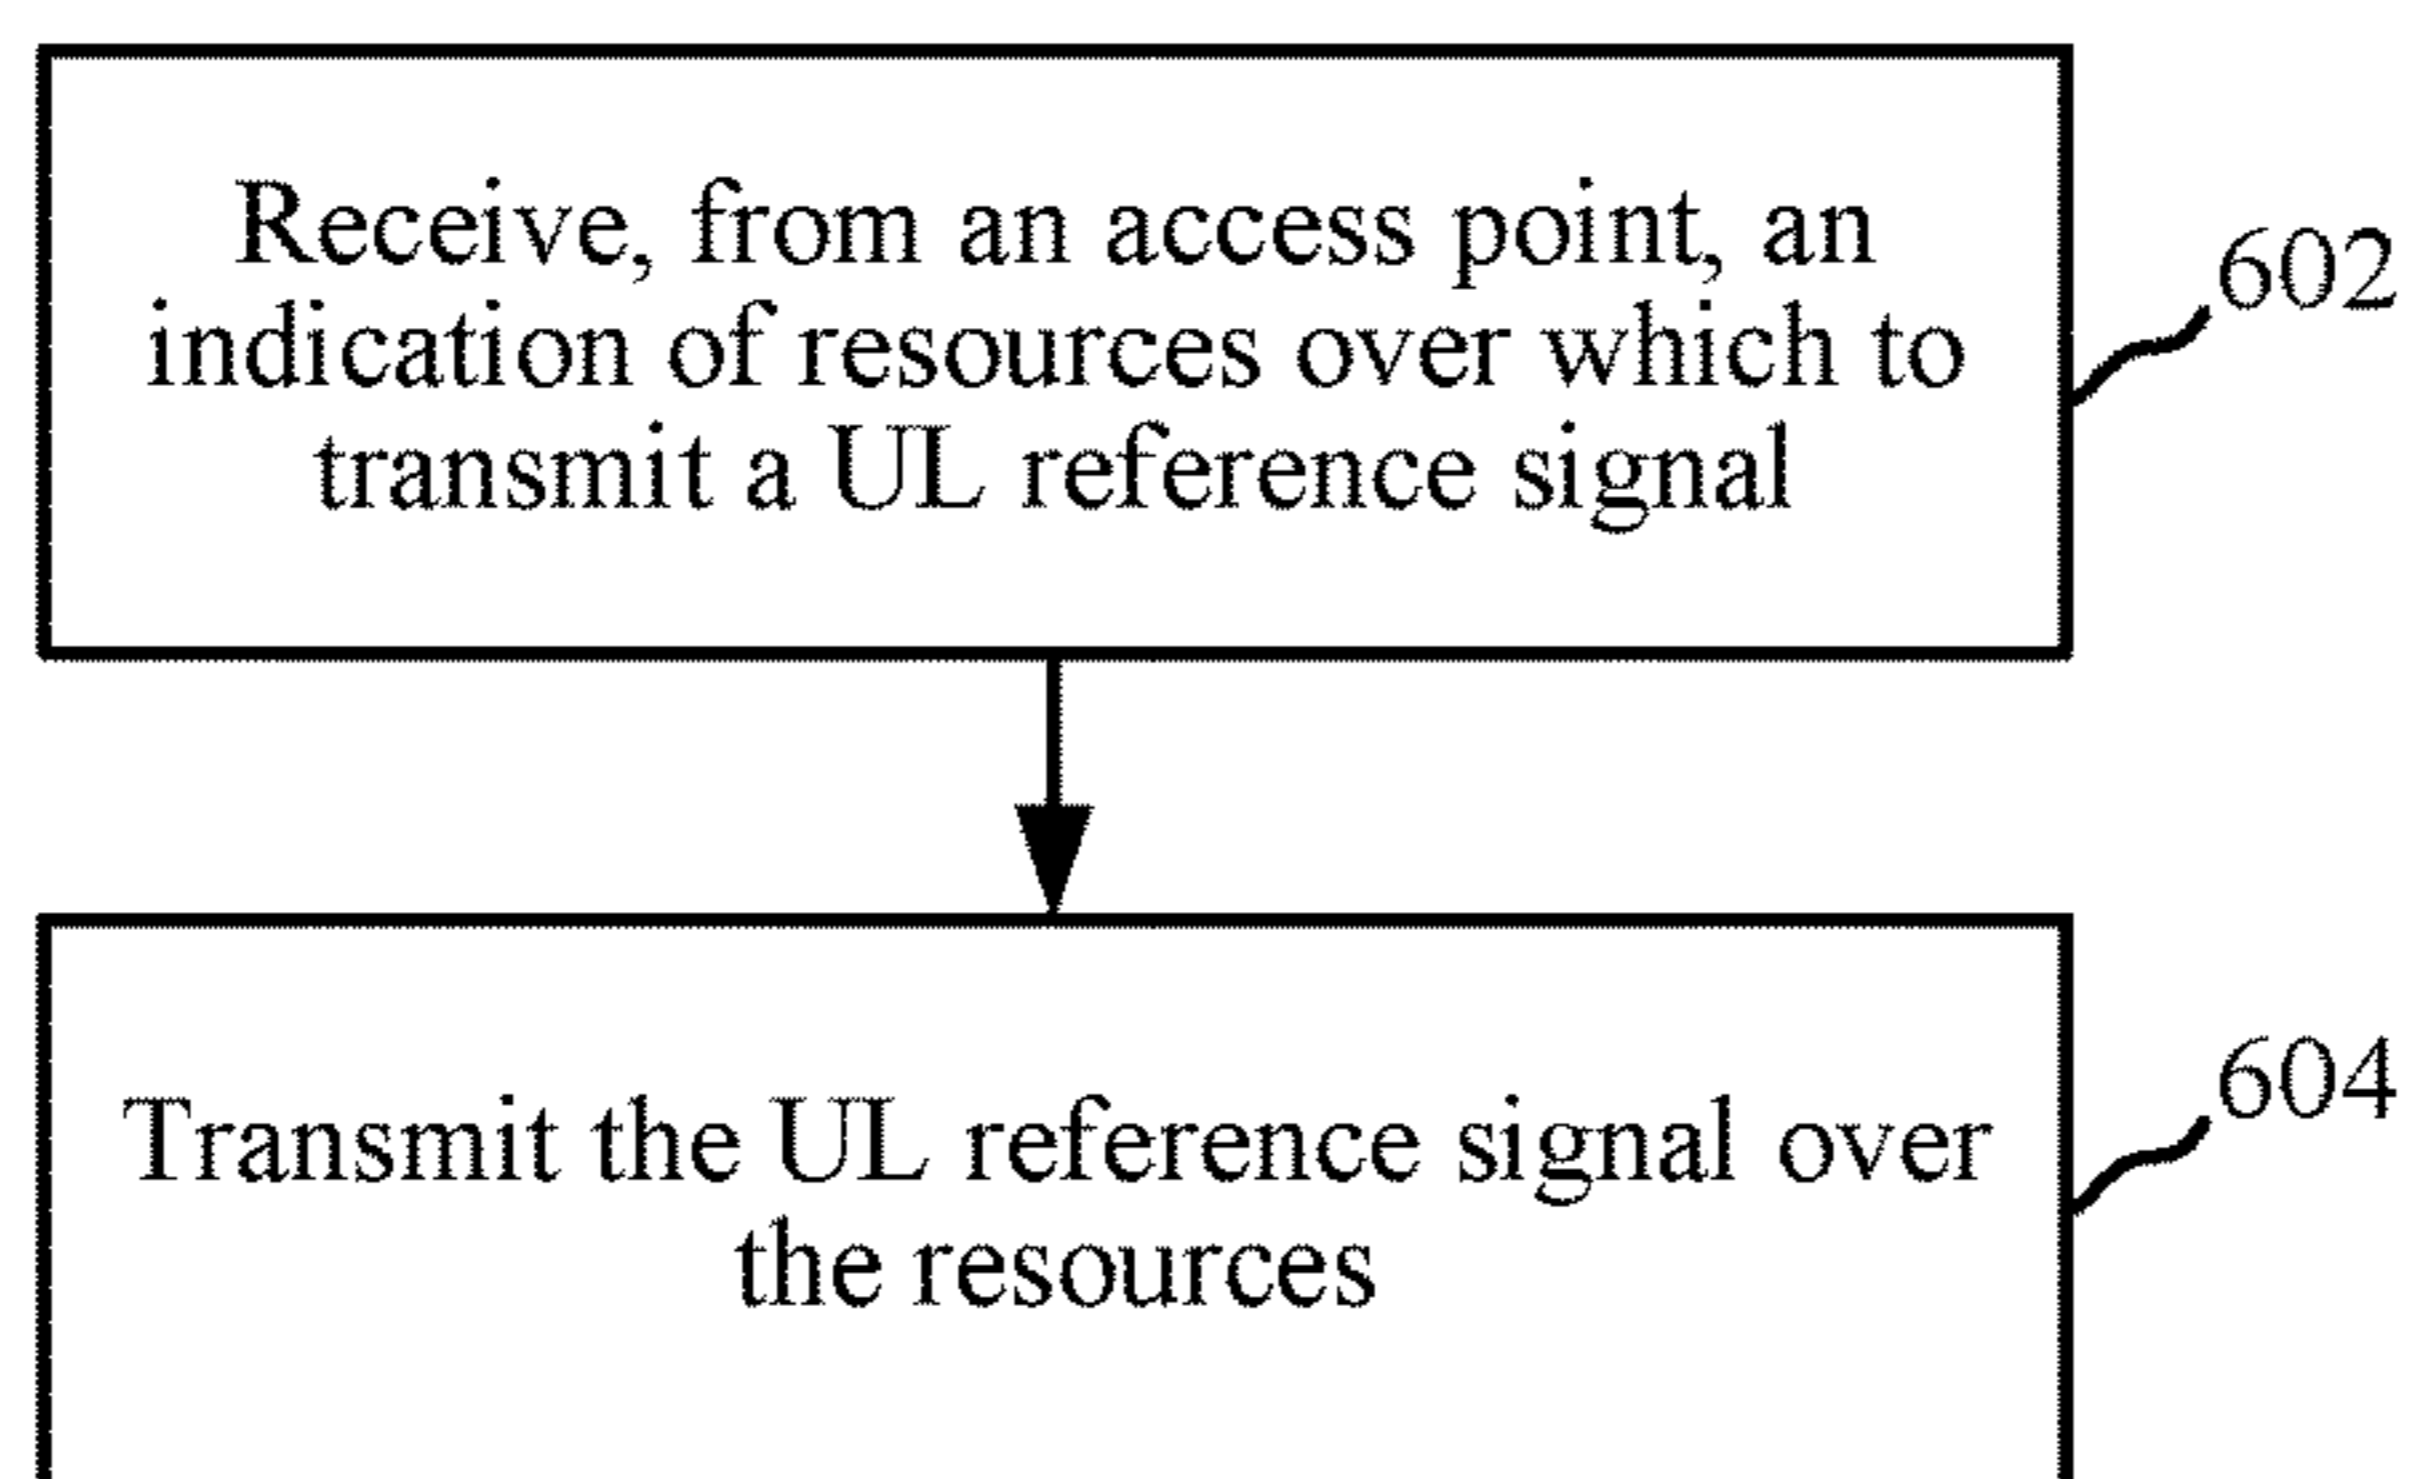 Receive, from an access point, an
indication of resources over which to
transmit a UL reference signal
602
Transmit the UL reference signal over
the resources
604